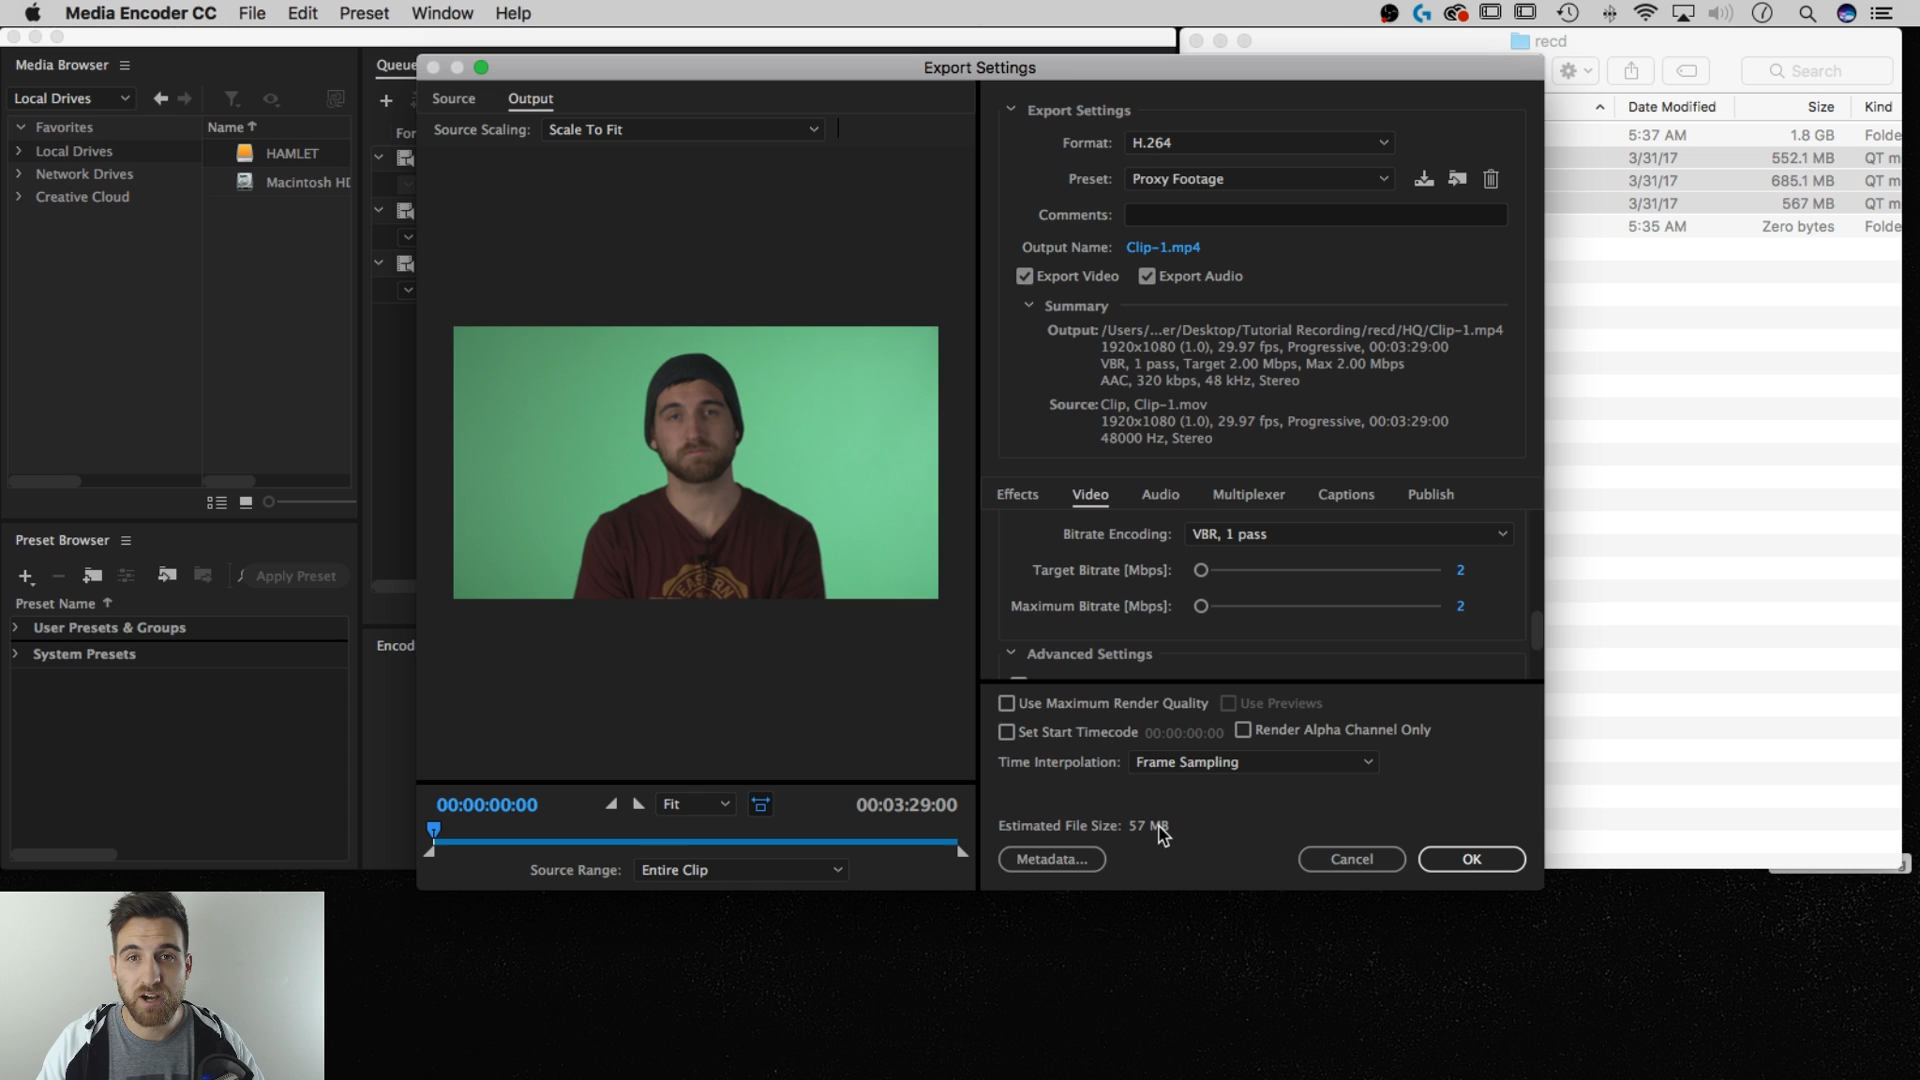 Media Encoder CC File Edit Preset Window Help
recd
Media Browser
Local Drives
Favorites
Local Drives
Network Drives
Creative Cloud
Name
HAMLET
Macintosh HD
Preset Browser
Apply Preset
Preset Name
User Presets & Groups
System Presets
Queue
For
Encod
Export Settings
Source Output
Source Scaling: Scale To Fit
00:00:00:00 Fit 00:03:29:00
Source Range: Entire Clip
Export Settings
Format: H.264
Preset: Proxy Footage
Comments:
Output Name: Clip-1.mp4
Export Video Export Audio
Summary
Output: /Users/...er/Desktop/Tutorial Recording/recd/HQ/Clip-1.mp4
1920x1080 (1.0), 29.97 fps, Progressive, 00:03:29:00
VBR, 1 pass, Target 2.00 Mbps, Max 2.00 Mbps
AAC, 320 kbps, 48 kHz, Stereo
Source: Clip, Clip-1.mov
1920x1080 (1.0), 29.97 fps, Progressive, 00:03:29:00
48000 Hz, Stereo
Effects Video Audio Multiplexer Captions Publish
Bitrate Encoding: VBR, 1 pass
Target Bitrate [Mbps]: 2
Maximum Bitrate [Mbps]: 2
Advanced Settings
Use Maximum Render Quality Use Previews
Set Start Timecode 00:00:00:00 Render Alpha Channel Only
Time Interpolation: Frame Sampling
Estimated File Size: 57 MB
Metadata... Cancel OK
Search
Date Modified Size Kind
5:37 AM 1.8 GB Folde
3/31/17 552.1 MB QT m
3/31/17 685.1 MB QT m
3/31/17 567 MB QT m
5:35 AM Zero bytes Folde
EASTERN